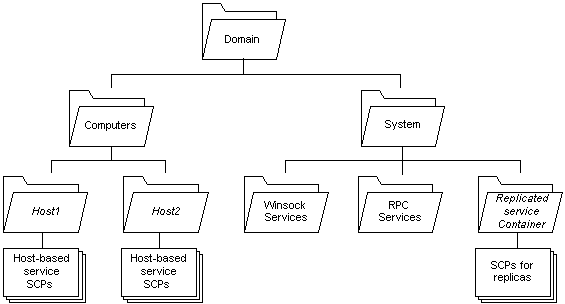 Domain
Computers
System
Host1
Host2
Winsock
Services
RPC
Services
Replicated
service
Container
Host-based
service
SCPs
Host-based
service
SCPs
SCPs for
replicas